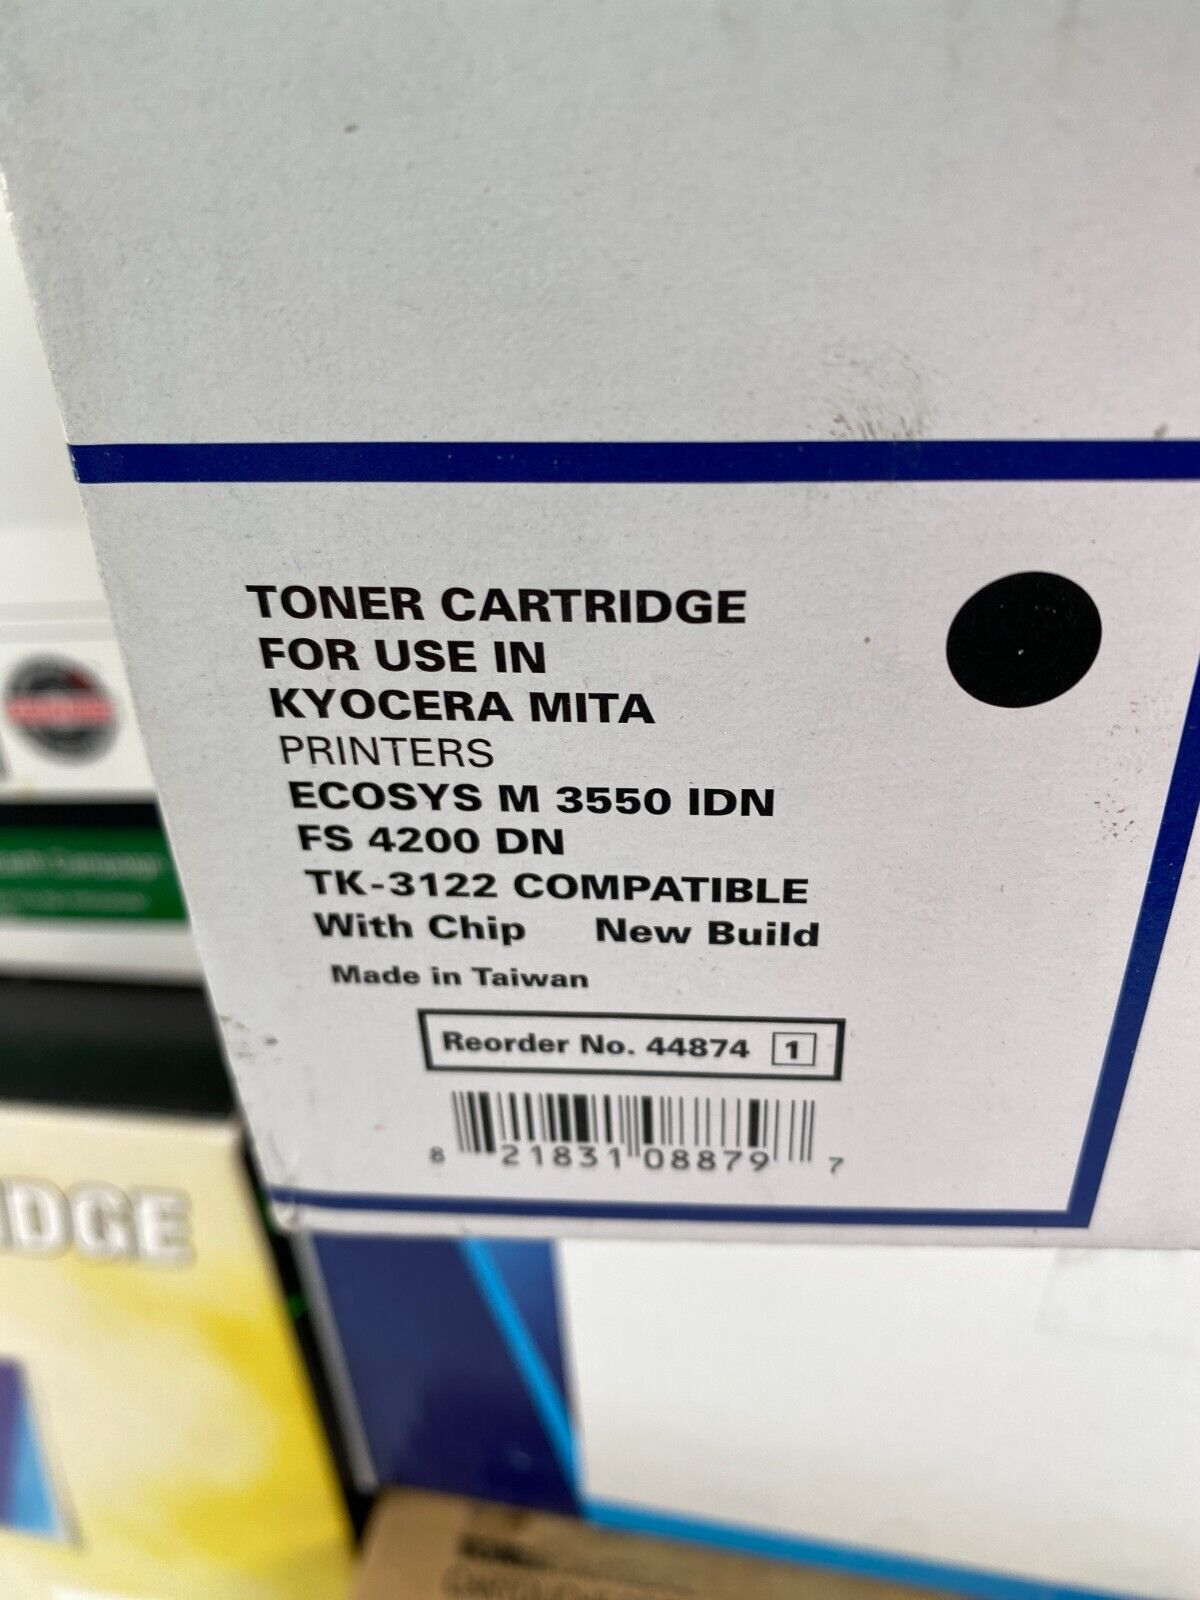 TONER CARTRIDGE
FOR USE IN
KYOCERA MITA
PRINTERS
ECOSYS M 3550 IDN
FS 4200 DN
TK-3122 COMPATIBLE
With Chip New Build
Made in Taiwan
Reorder No. 44874 1
8 21831 08879 7
IDGE